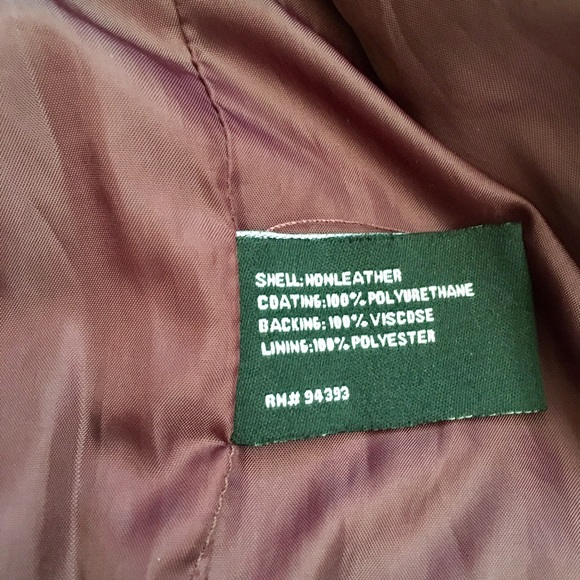 SHELL:NONLEATHER
COATING:100% POLYURETHANE
BACKING:100% VISCOSE
LINING:100% POLYESTER
RN# 94393